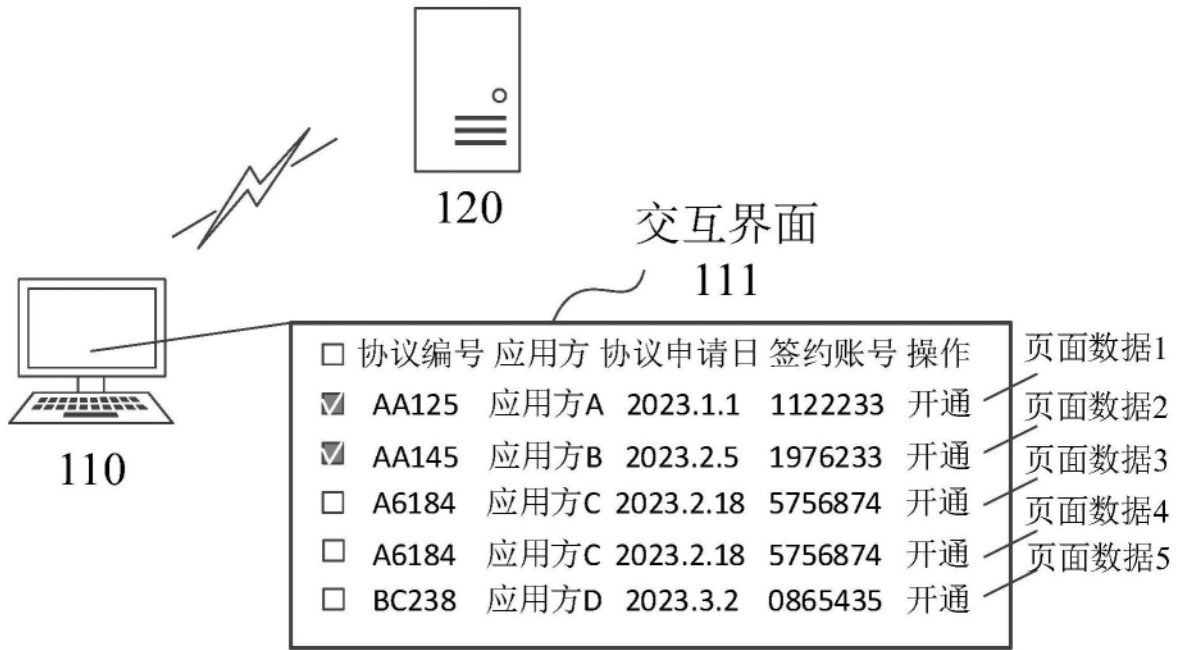 120
交互界面
111
110
协议编号 应用方 协议申请日 签约账号 操作
AA125 应用方A 2023.1.1 1122233 开通
AA145 应用方B 2023.2.5 1976233 开通
A6184 应用方C 2023.2.18 5756874 开通
A6184 应用方C 2023.2.18 5756874 开通
BC238 应用方D 2023.3.2 0865435 开通
页面数据1
页面数据2
页面数据3
页面数据4
页面数据5